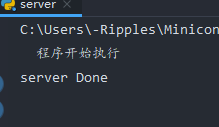 server
C:\Users\-Ripples\Minicon
程序开始执行
server Done